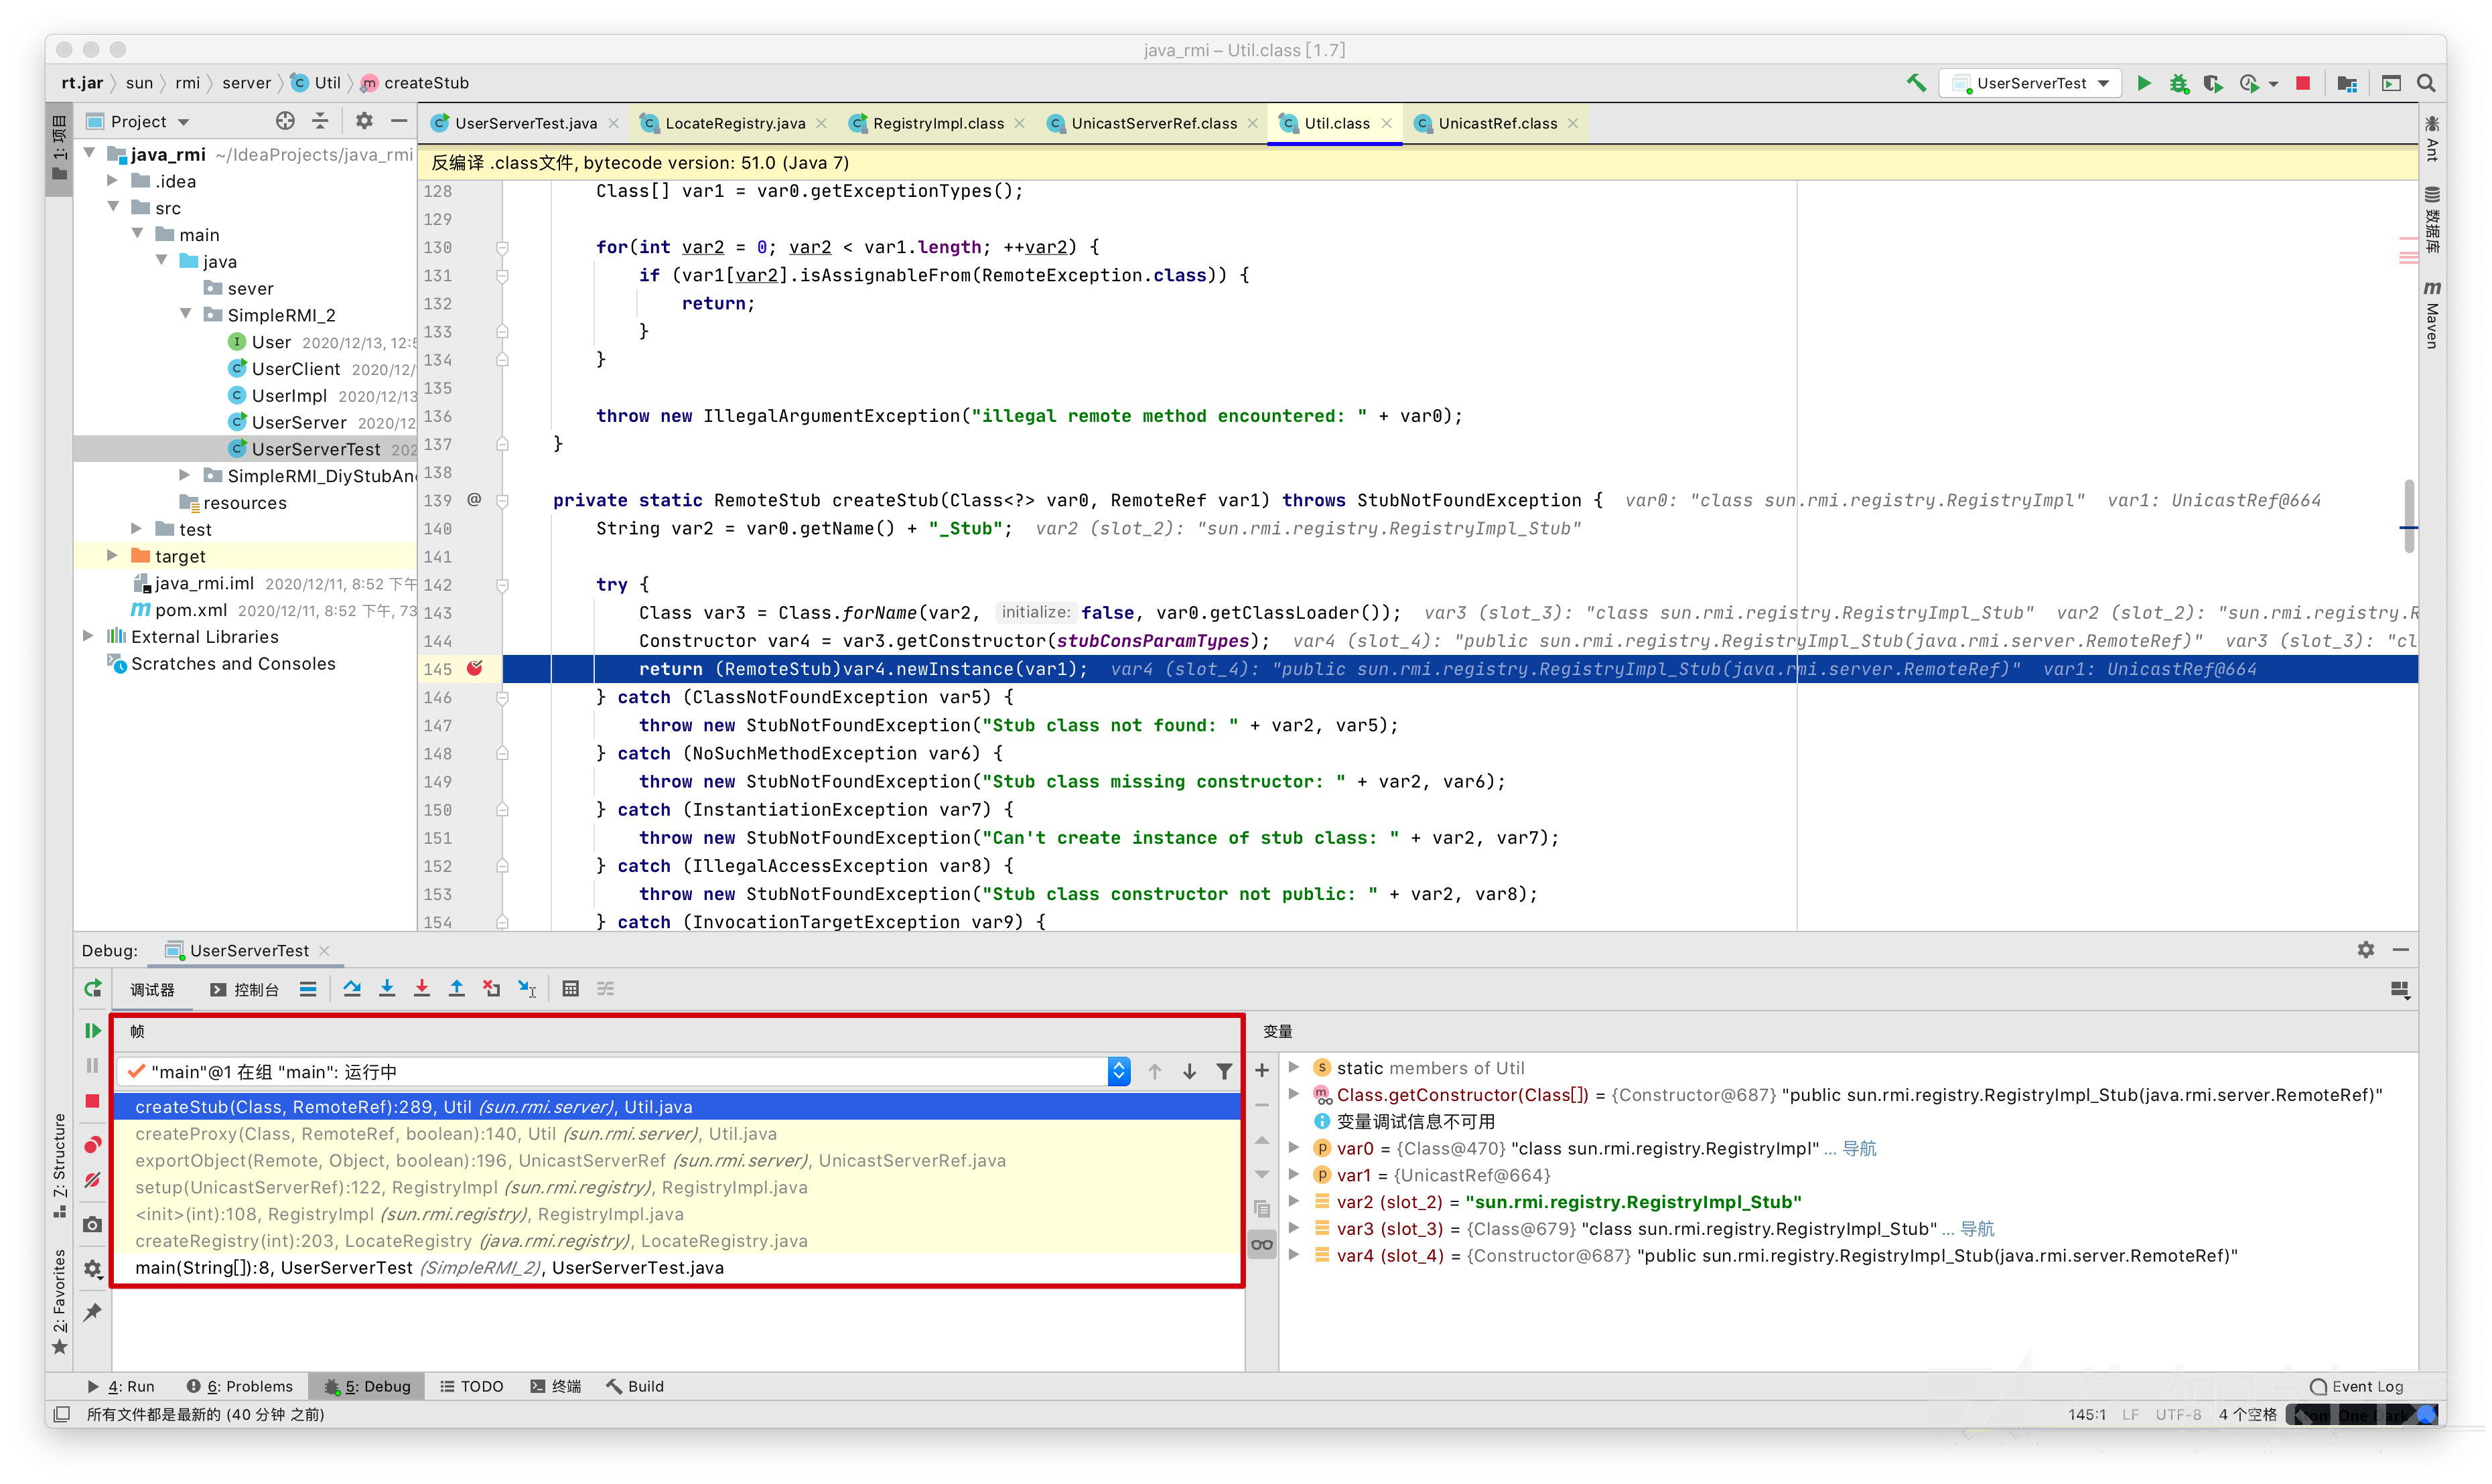 java_rmi – Util.class [1.7]
rt.jar sun rmi server Util createStub UserServerTest
1: 项目 Project
UserServerTest.java LocateRegistry.java RegistryImpl.class UnicastServerRef.class Util.class UnicastRef.class
反编译 .class文件, bytecode version: 51.0 (Java 7)
java_rmi ~/IdeaProjects/java_rmi
.idea
src
main
java
sever
SimpleRMI_2
User 2020/12/13, 12:5
UserClient 2020/12/
UserImpl 2020/12/13
UserServer 2020/12
UserServerTest 202
SimpleRMI_DiyStubAn
resources
test
target
java_rmi.iml 2020/12/11, 8:52 下午
pom.xml 2020/12/11, 8:52 下午, 73
External Libraries
Scratches and Consoles
128 Class[] var1 = var0.getExceptionTypes();
129
130 for(int var2 = 0; var2 < var1.length; ++var2) {
131 if (var1[var2].isAssignableFrom(RemoteException.class)) {
132 return;
133 }
134 }
135
136 throw new IllegalArgumentException("illegal remote method encountered: " + var0);
137 }
138
139 @ private static RemoteStub createStub(Class<?> var0, RemoteRef var1) throws StubNotFoundException { var0: "class sun.rmi.registry.RegistryImpl" var1: UnicastRef@664
140 String var2 = var0.getName() + "_Stub"; var2 (slot_2): "sun.rmi.registry.RegistryImpl_Stub"
141
142 try {
143 Class var3 = Class.forName(var2, initialize: false, var0.getClassLoader()); var3 (slot_3): "class sun.rmi.registry.RegistryImpl_Stub" var2 (slot_2): "sun.rmi.registry.R
144 Constructor var4 = var3.getConstructor(stubConsParamTypes); var4 (slot_4): "public sun.rmi.registry.RegistryImpl_Stub(java.rmi.server.RemoteRef)" var3 (slot_3): "cl
145 return (RemoteStub)var4.newInstance(var1); var4 (slot_4): "public sun.rmi.registry.RegistryImpl_Stub(java.rmi.server.RemoteRef)" var1: UnicastRef@664
146 } catch (ClassNotFoundException var5) {
147 throw new StubNotFoundException("Stub class not found: " + var2, var5);
148 } catch (NoSuchMethodException var6) {
149 throw new StubNotFoundException("Stub class missing constructor: " + var2, var6);
150 } catch (InstantiationException var7) {
151 throw new StubNotFoundException("Can't create instance of stub class: " + var2, var7);
152 } catch (IllegalAccessException var8) {
153 throw new StubNotFoundException("Stub class constructor not public: " + var2, var8);
154 } catch (InvocationTargetException var9) {
Ant
数据库
Maven
Debug: UserServerTest
调试器 控制台
帧
"main"@1 在组 "main": 运行中
createStub(Class, RemoteRef):289, Util (sun.rmi.server), Util.java
createProxy(Class, RemoteRef, boolean):140, Util (sun.rmi.server), Util.java
exportObject(Remote, Object, boolean):196, UnicastServerRef (sun.rmi.server), UnicastServerRef.java
setup(UnicastServerRef):122, RegistryImpl (sun.rmi.registry), RegistryImpl.java
<init>(int):108, RegistryImpl (sun.rmi.registry), RegistryImpl.java
createRegistry(int):203, LocateRegistry (java.rmi.registry), LocateRegistry.java
main(String[]):8, UserServerTest (SimpleRMI_2), UserServerTest.java
变量
static members of Util
Class.getConstructor(Class[]) = {Constructor@687} "public sun.rmi.registry.RegistryImpl_Stub(java.rmi.server.RemoteRef)"
变量调试信息不可用
var0 = {Class@470} "class sun.rmi.registry.RegistryImpl" ... 导航
var1 = {UnicastRef@664}
var2 (slot_2) = "sun.rmi.registry.RegistryImpl_Stub"
var3 (slot_3) = {Class@679} "class sun.rmi.registry.RegistryImpl_Stub" ... 导航
var4 (slot_4) = {Constructor@687} "public sun.rmi.registry.RegistryImpl_Stub(java.rmi.server.RemoteRef)"
Z: Structure
2: Favorites
4: Run 6: Problems 5: Debug TODO 终端 Build Event Log
所有文件都是最新的 (40 分钟 之前) 145:1 LF UTF-8 4 个空格